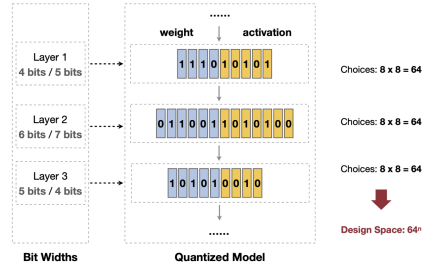 ......
weight activation
Layer 1
4 bits / 5 bits
1 1 1 0 1 0 1 0 1
Choices: 8 x 8 = 64
Layer 2
6 bits / 7 bits
0 1 1 0 0 1 1 0 1 0 1 0 0
Choices: 8 x 8 = 64
Layer 3
5 bits / 4 bits
1 0 1 0 1 0 0 1 0
Choices: 8 x 8 = 64
......
Design Space: 64ⁿ
Bit Widths
Quantized Model